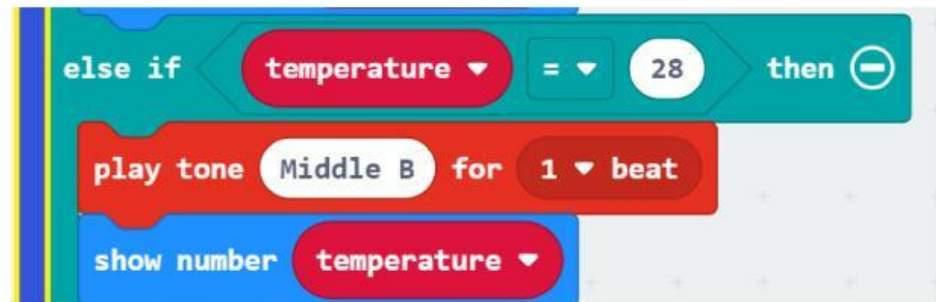 else if temperature = 28 then
play tone Middle B for 1 beat
show number temperature